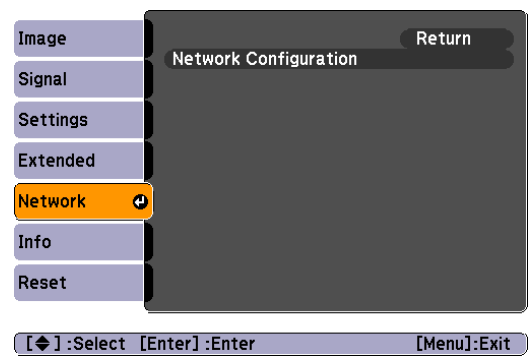 Image
Signal
Settings
Extended
Network
Info
Reset
Return
Network Configuration
[◆] :Select [Enter] :Enter [Menu]:Exit